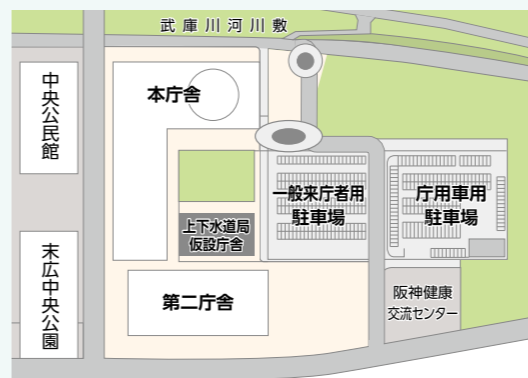 武庫川河川敷
中央公民館
本庁舎
一般来庁者用
駐車場
庁用車用
駐車場
上下水道局
仮設庁舎
末広中央公園
第二庁舎
阪神健康
交流センター